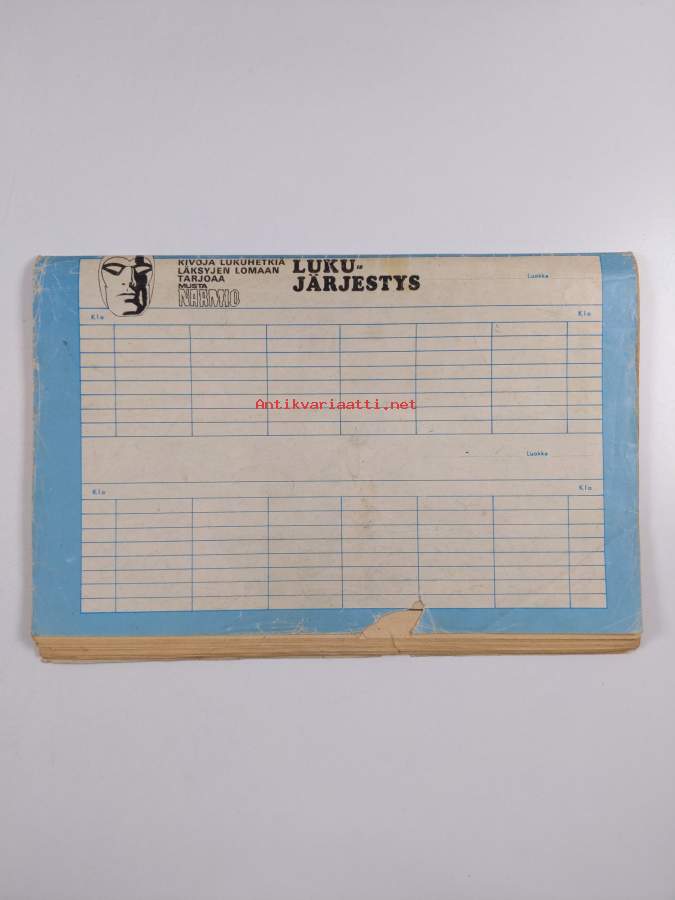 KIVOJA LUKUHETKIÄ
LÄKSYJEN LOMAAN
TARJOAA
MUSTA
NAAMIO
LUKU-
JÄRJESTYS
Luokka
Klo Klo
Antikvariaatti.net
Luokka
Klo Klo